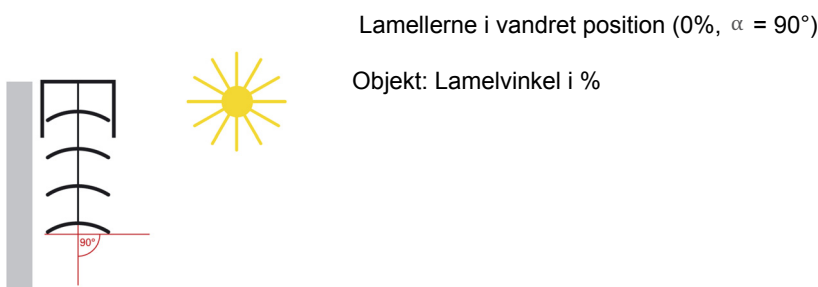 Lamellerne i vandret position (0%, α = 90°)
Objekt: Lamelvinkel i %
90°